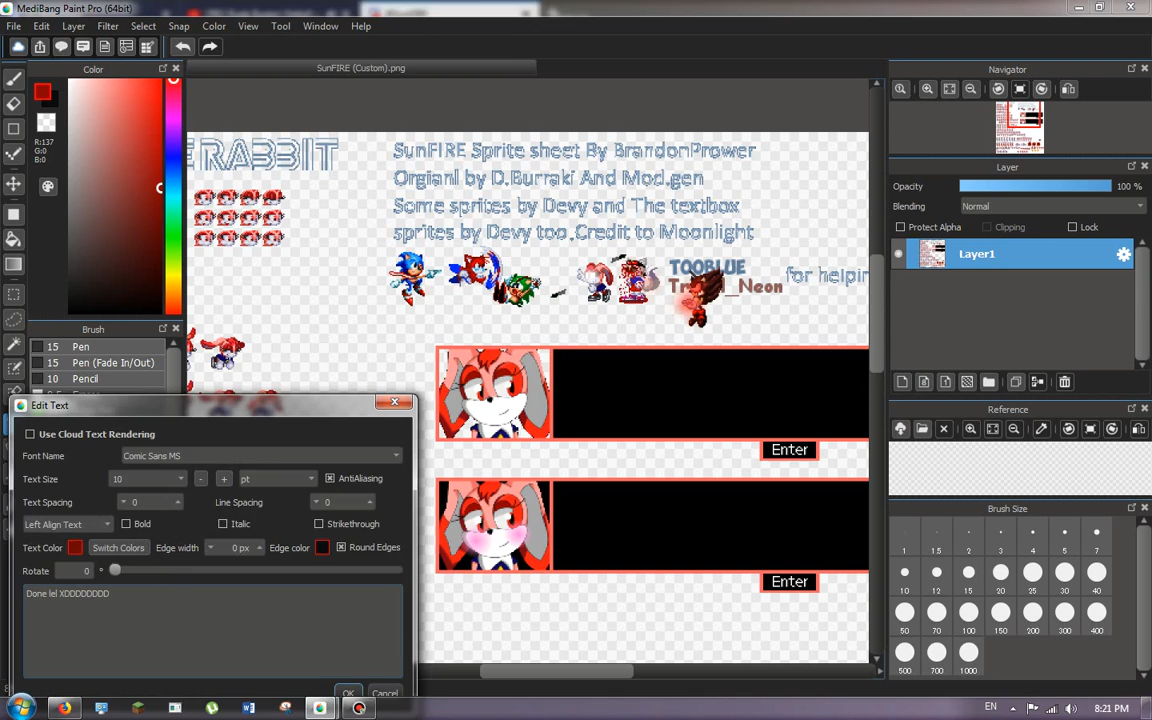 MediBang Paint Pro (64bit)
File Edit Layer Filter Select Snap Color View Tool Window Help
Color
SunFIRE (Custom).png
Navigator
R:137
G:0
B:0
RABBIIT
SunFIRE Sprite sheet By BrandonPrower
Orgianl by D.Burraki And Mod.gen
Some sprites by Devy and The textbox
sprites by Devy too,Credit to Moonlight
TOOBLUE
for helpin
Neon
Layer
Opacity 100 %
Blending Normal
Protect Alpha Clipping Lock
Layer1
Brush
15 Pen
15 Pen (Fade In/Out)
10 Pencil
Enter
Enter
Reference
Brush Size
1 1.5 2 3 4 5 7
10 12 15 20 25 30 40
50 70 100 150 200 300 400
500 700 1000
Edit Text
Use Cloud Text Rendering
Font Name Comic Sans MS
Text Size 10 - + pt AntiAliasing
Text Spacing 0 Line Spacing 0
Left Align Text Bold Italic Strikethrough
Text Color Switch Colors Edge width 0 px Edge color Round Edges
Rotate 0 °
Done lel XDDDDDDDD
OK Cancel
EN 8:21 PM